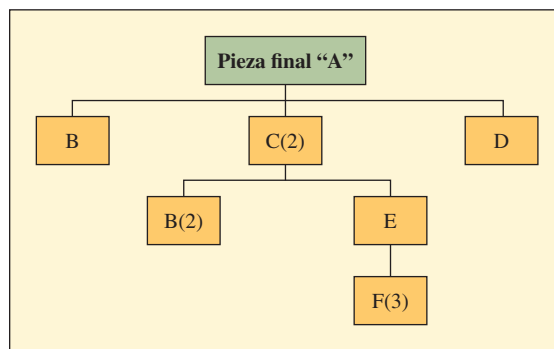 Pieza final “A”
B
C(2)
D
B(2)
E
F(3)